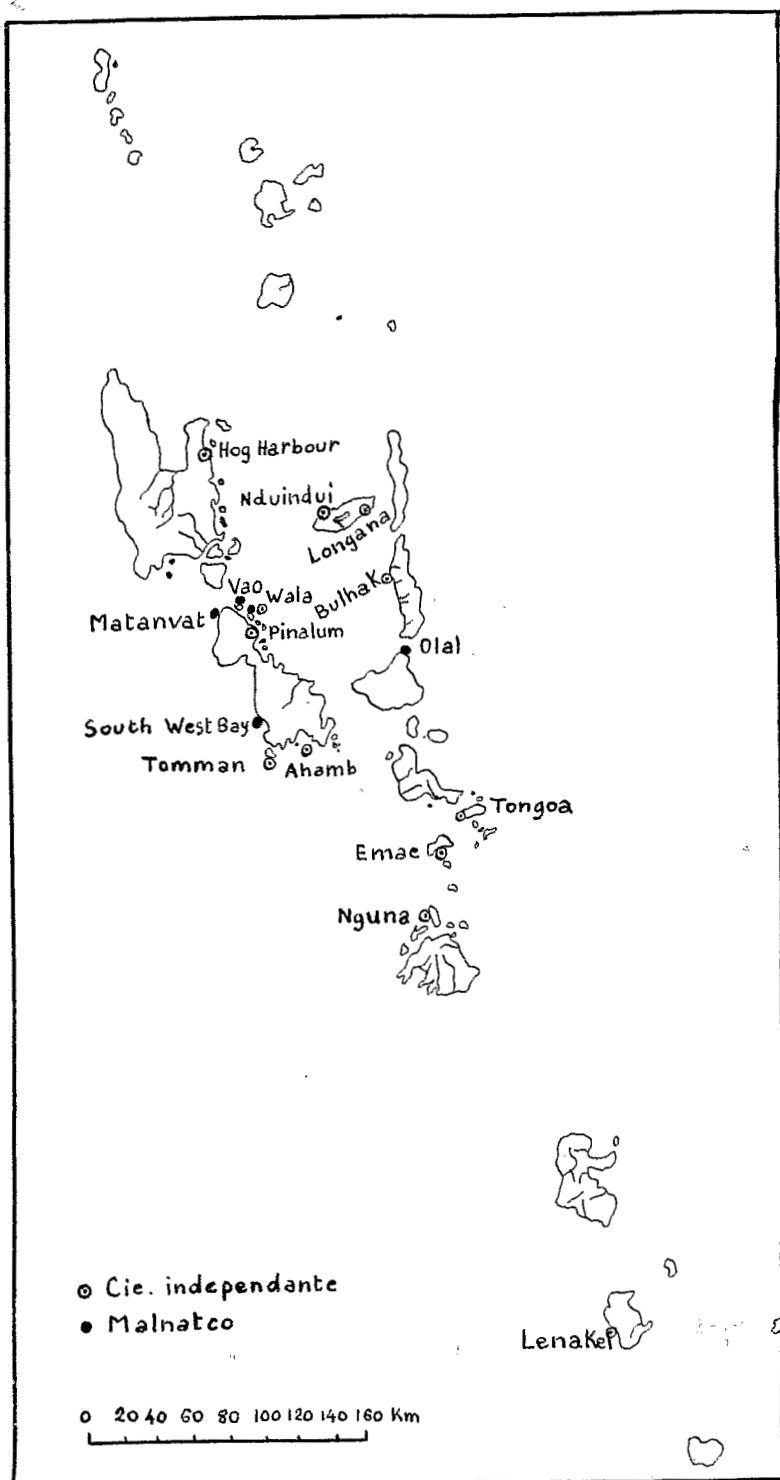 Hog Harbour
Nduindui
Longana
Vao
Wala
Bulhak
Matanvat
Pinalum
Olal
South West Bay
Tomman
Ahamb
Tongoa
Emae
Nguna
Cie. independante
Malnatco
Lenakel
0 20 40 60 80 100 120 140 160 Km